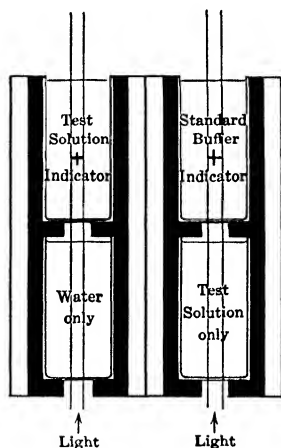 Test
Solution
+
Indicator
Standard
Buffer
+
Indicator
Water
only
Test
Solution
only
Light
Light